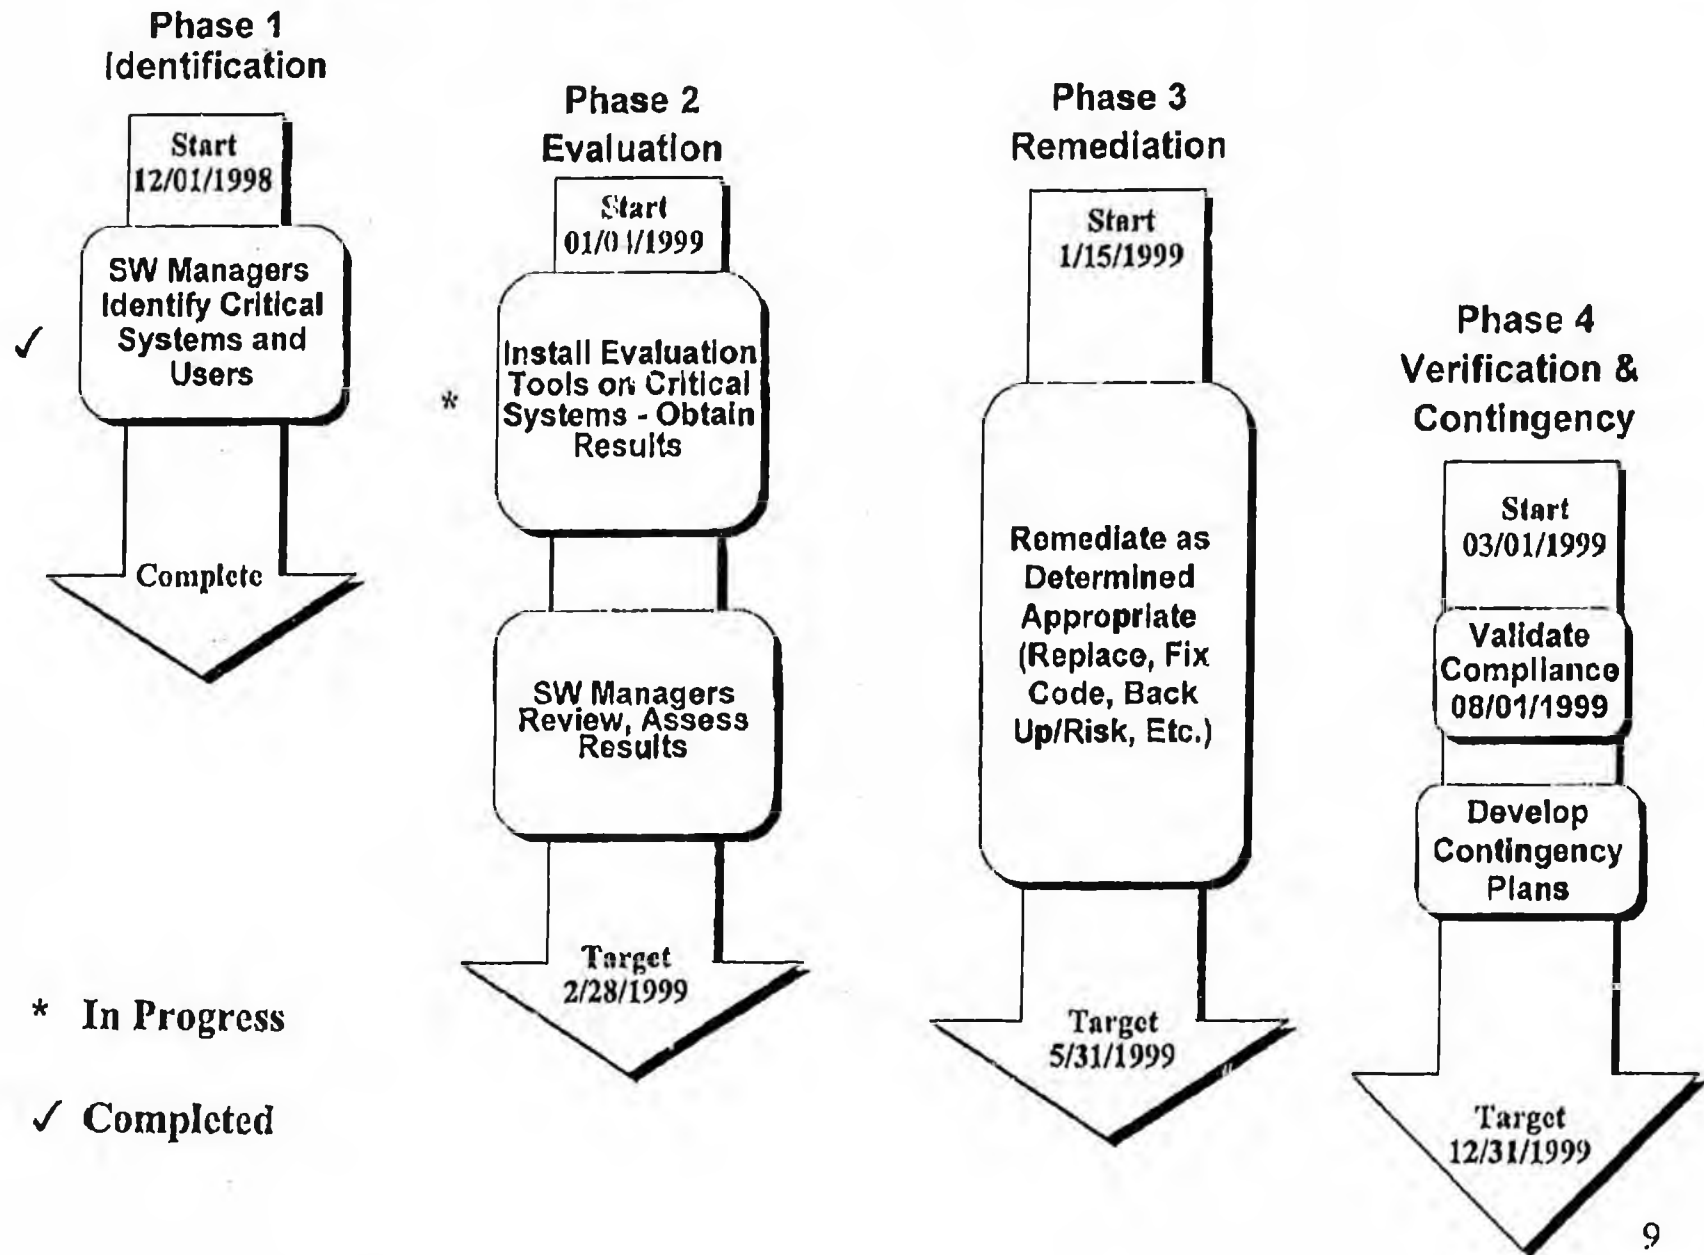 Phase 1
Identification
Start
12/01/1998
SW Managers
Identify Critical
Systems and
Users
✓
Complete
Phase 2
Evaluation
Start
Install Evaluation
Tools on Critical
* Systems - Obtain
Results
SW Managers
Review, Assess
Results
Target
2/28/1999
Phase 3
Remediation
Start
1/15/1999
Remediate as
Determined
Appropriate
(Replace, Fix
Code, Back
Up/Risk, Etc.)
Target
5/31/1999
Phase 4
Verification &
Contingency
Start
03/01/1999
Validate
Compliance
08/01/1999
Develop
Contingency
Plans
Target
12/31/1999
* In Progress
✓ Completed
9